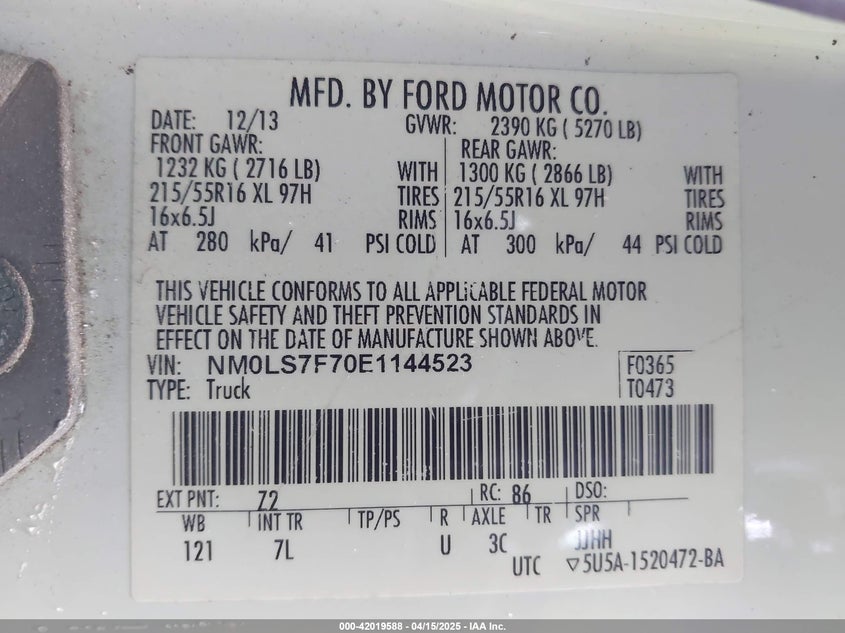 MFD. BY FORD MOTOR CO.
DATE: 12/13 GVWR: 2390 KG ( 5270 LB)
FRONT GAWR: REAR GAWR:
1232 KG ( 2716 LB) WITH 1300 KG ( 2866 LB) WITH
215/55R16 XL 97H TIRES 215/55R16 XL 97H TIRES
16x6.5J RIMS 16x6.5J RIMS
AT 280 kPa/ 41 PSI COLD AT 300 kPa/ 44 PSI COLD
THIS VEHICLE CONFORMS TO ALL APPLICABLE FEDERAL MOTOR
VEHICLE SAFETY AND THEFT PREVENTION STANDARDS IN
EFFECT ON THE DATE OF MANUFACTURE SHOWN ABOVE.
VIN: NM0LS7F70E1144523 F0365
TYPE: Truck T0473
EXT PNT: Z2 RC: 86 DSO:
WB INT TR TP/PS R AXLE TR SPR
121 7L U 3C JJHH
UTC ▽5U5A-1520472-BA
000-42019588 - 04/15/2025 - IAA Inc.